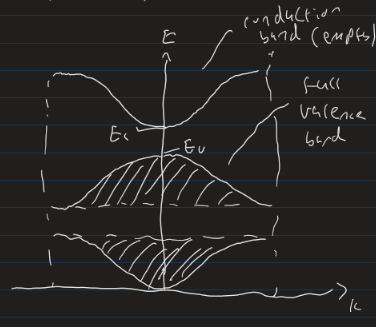 conduction
band (empty)
E
full
valence
band
Ec
Ev
k